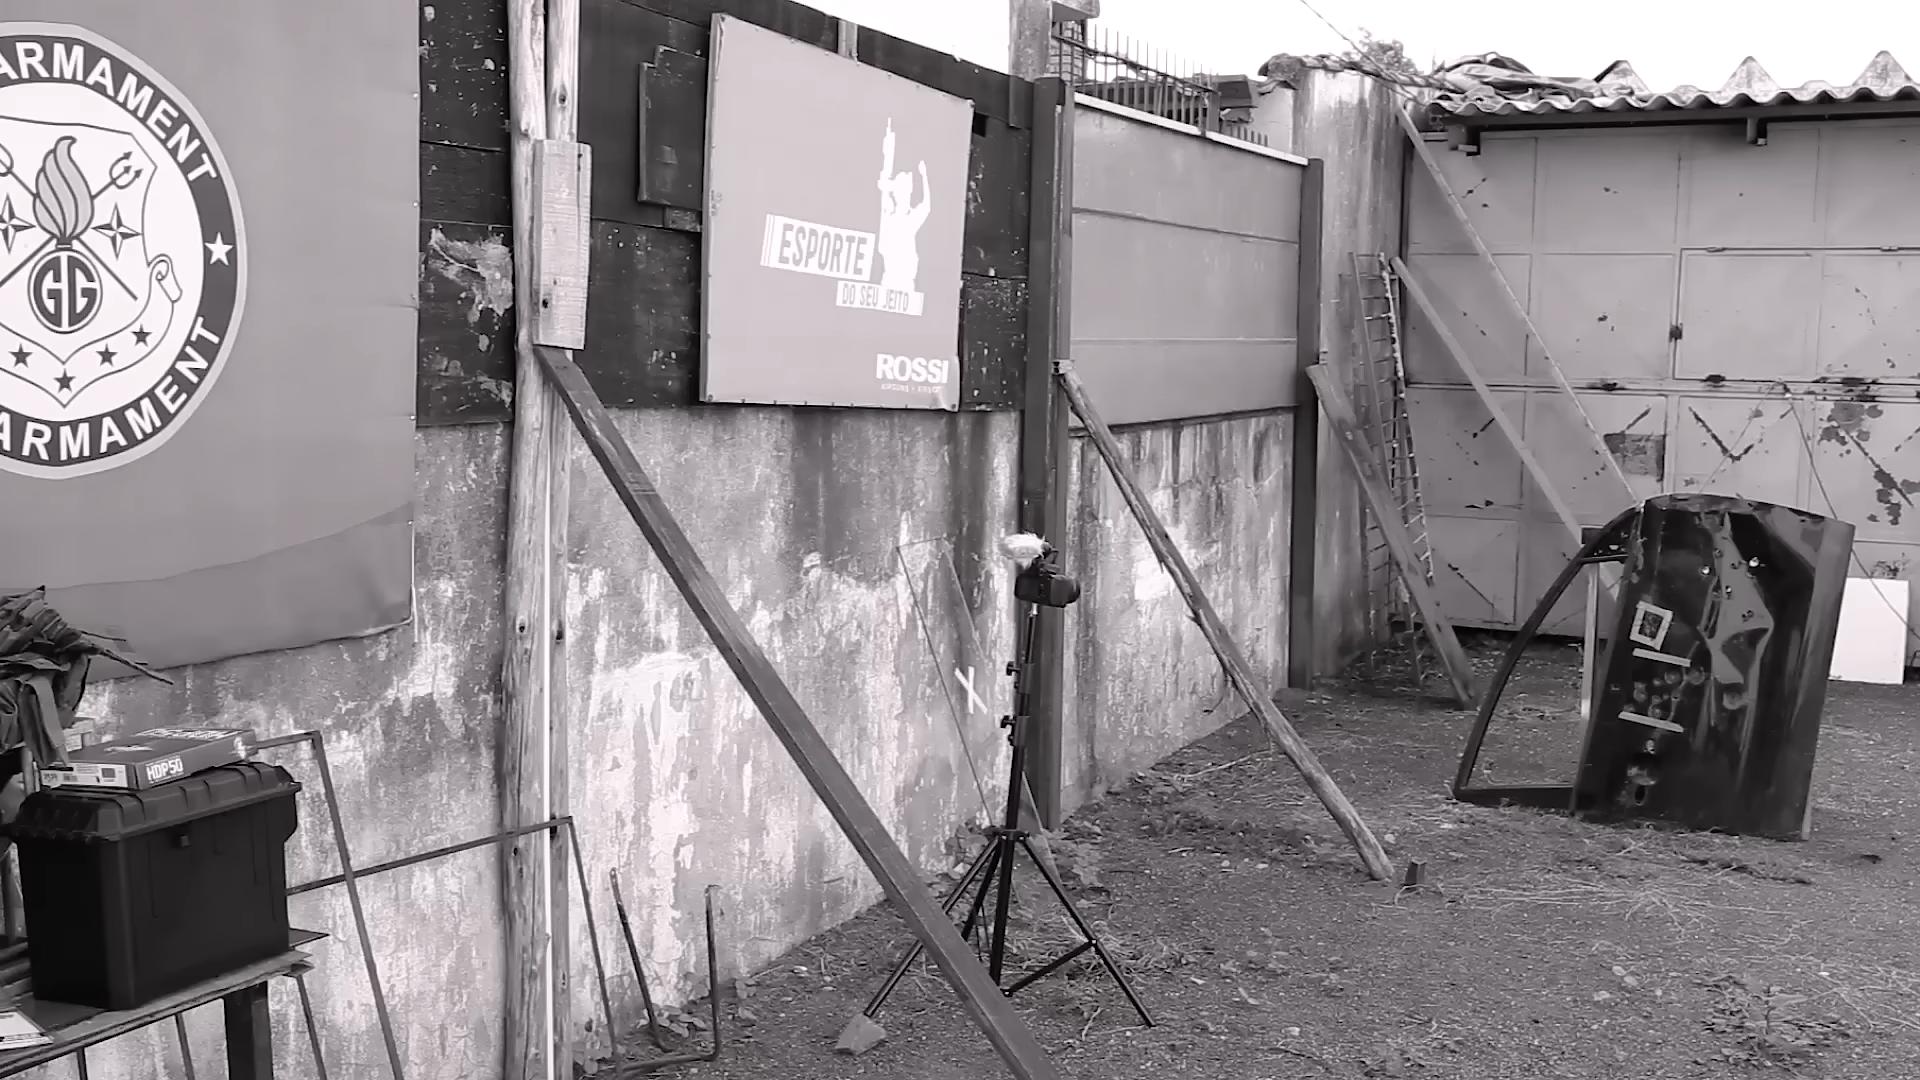 ARMAMENT
GG
ARMAMENT
ESPORTE
DO SEU JEITO
ROSSI
HDP50
X